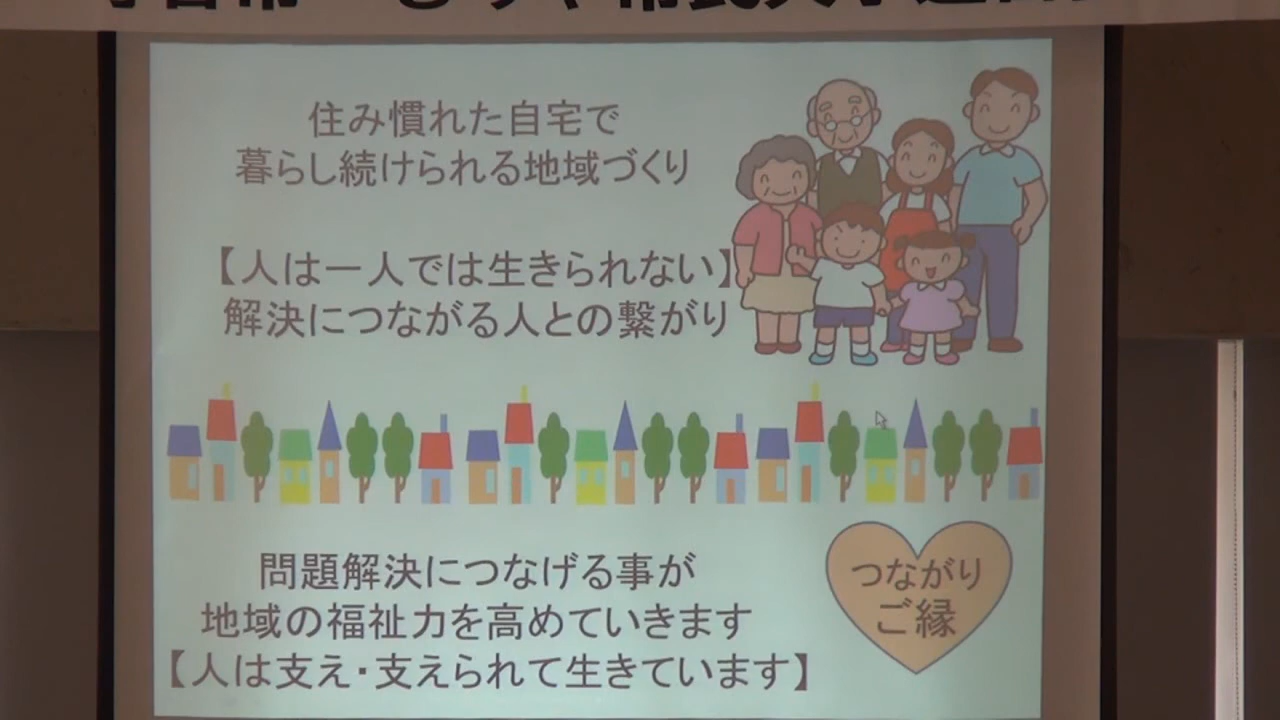 住み慣れた自宅で
暮らし続けられる地域づくり
【人は一人では生きられない】
解決につながる人との繋がり
問題解決につなげる事が
地域の福祉力を高めていきます
【人は支え・支えられて生きています】
つながり
ご縁